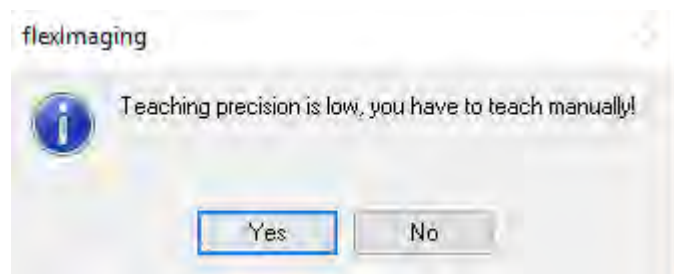 flexImaging
Teaching precision is low, you have to teach manually!
Yes
No